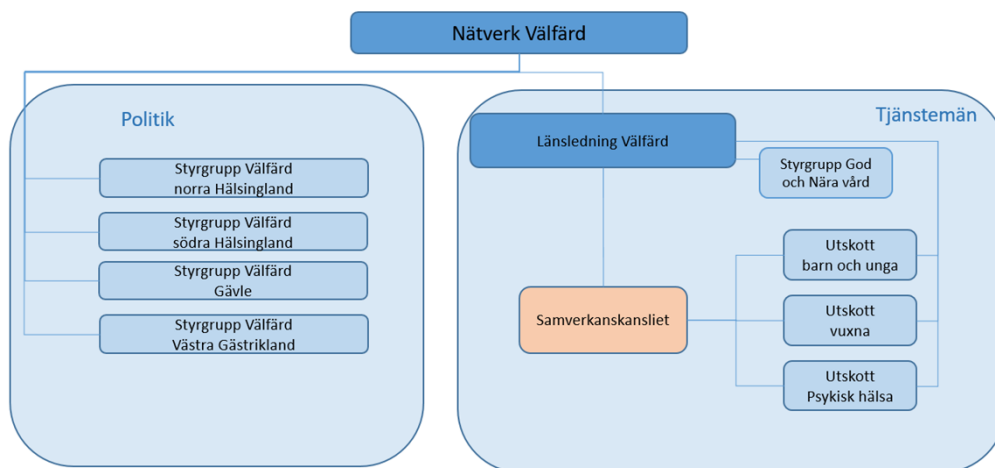 Nätverk Välfärd
Politik
Styrgrupp Välfärd
norra Hälsingland
Styrgrupp Välfärd
södra Hälsingland
Styrgrupp Välfärd
Gävle
Styrgrupp Välfärd
Västra Gästrikland
Tjänstemän
Länsledning Välfärd
Styrgrupp God
och Nära vård
Utskott
barn och unga
Samverkanskansliet
Utskott
vuxna
Utskott
Psykisk hälsa